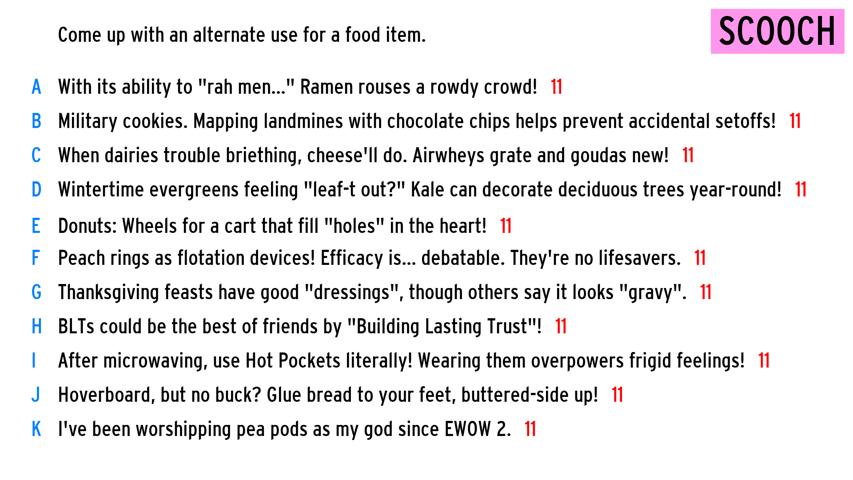 Come up with an alternate use for a food item.
SCOOCH
A With its ability to "rah men..." Ramen rouses a rowdy crowd! 11
B Military cookies. Mapping landmines with chocolate chips helps prevent accidental setoffs! 11
C When dairies trouble briething, cheese'll do. Airwheys grate and goudas new! 11
D Wintertime evergreens feeling "leaf-t out?" Kale can decorate deciduous trees year-round! 11
E Donuts: Wheels for a cart that fill "holes" in the heart! 11
F Peach rings as flotation devices! Efficacy is... debatable. They're no lifesavers. 11
G Thanksgiving feasts have good "dressings", though others say it looks "gravy". 11
H BLTs could be the best of friends by "Building Lasting Trust"! 11
I After microwaving, use Hot Pockets literally! Wearing them overpowers frigid feelings! 11
J Hoverboard, but no buck? Glue bread to your feet, buttered-side up! 11
K I've been worshipping pea pods as my god since EWOW 2. 11